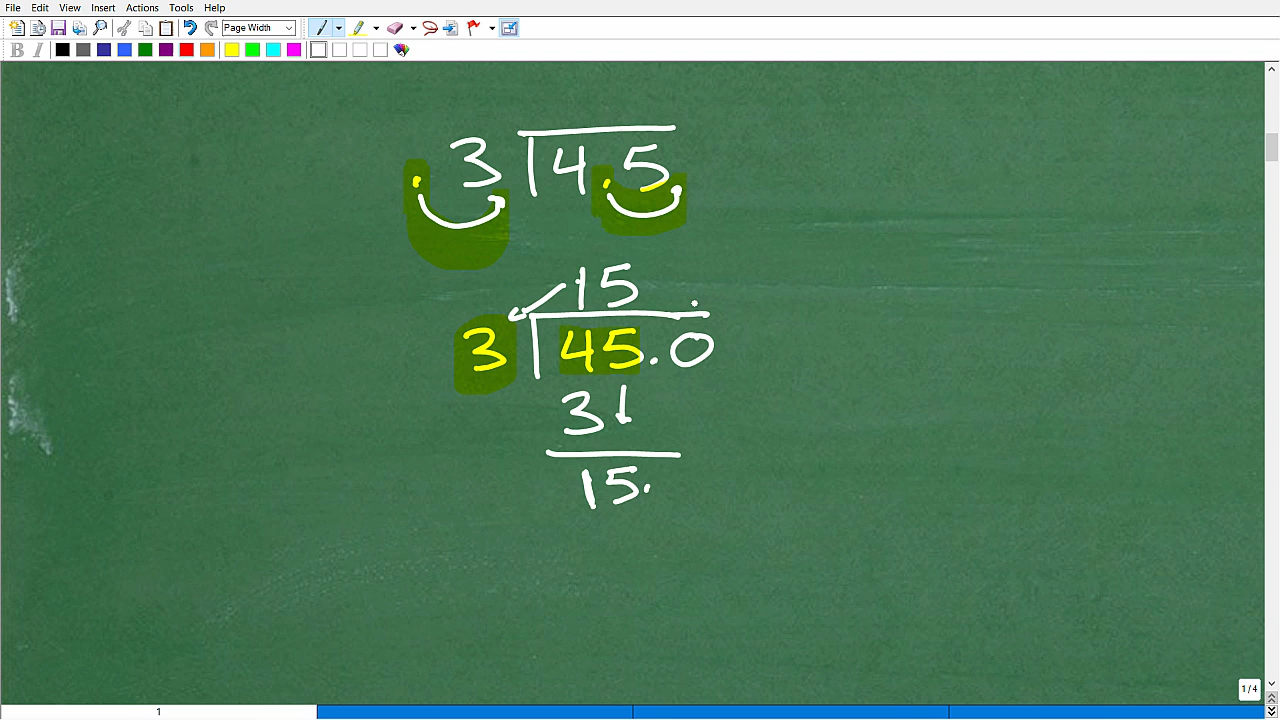 File Edit View Insert Actions Tools Help
Page Width
B I
.3 4.5
15
3 45.0
3
15.
1/4
1